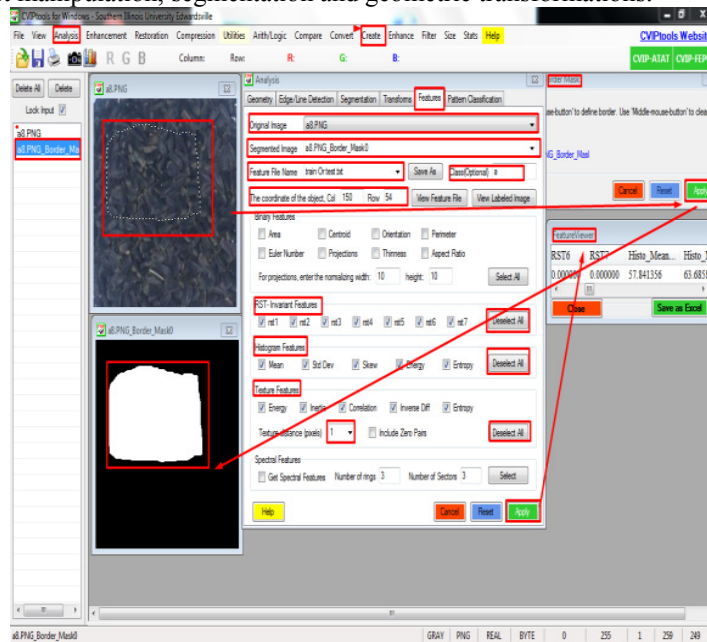 t manipulation, segmentation and geometric transformations.
CVIPtools for Windows - Southern Illinois University Edwardsville
File View Analysis Enhancement Restoration Compression Utilities Arith/Logic Compare Convert Create Enhance Filter Size Stats Help CVIPtools Websit
R G B Column: Row: R: G: B: CVIP-ATAT CVIP-FEP
Delete All Delete
Lock Input
a8.PNG
a8.PNG_Border_Ma
a8.PNG
a8.PNG_Border_Mask0
Analysis
Geometry Edge/Line Detection Segmentation Transforms Features Pattern Classification
Original Image a8.PNG
Segmented Image a8.PNG_Border_Mask0
Feature File Name train Or test.txt Save As Class(Optional) a
The coordinate of the object, Col 150 Row 54 View Feature File View Labeled Image
Binary Features
Area Centroid Orientation Perimeter
Euler Number Projections Thinness Aspect Ratio
For projections, enter the normalizing width: 10 height: 10 Select All
RST- Invariant Features
rst1 rst2 rst3 rst4 rst5 rst6 rst7 Deselect All
Histogram Features
Mean Std Dev Skew Energy Entropy Deselect All
Texture Features
Energy Inertia Correlation Inverse Diff Entropy
Texture distance (pixels) 1 Include Zero Pairs Deselect All
Spectral Features
Get Spectral Features Number of rings 3 Number of Sectors 3 Select
Help Cancel Reset Apply
Border Mask
se-button' to define border. Use 'Middle-mouse-button' to clea
NG_Border_Mas
Cancel Reset Apply
FeatureViewer
RST6 RST7 Histo_Mean... Histo_
0.000000 0.000000 57.841356 63.685
Close Save as Excel
a8.PNG_Border_Mask0 GRAY PNG REAL BYTE 0 255 1 259 249